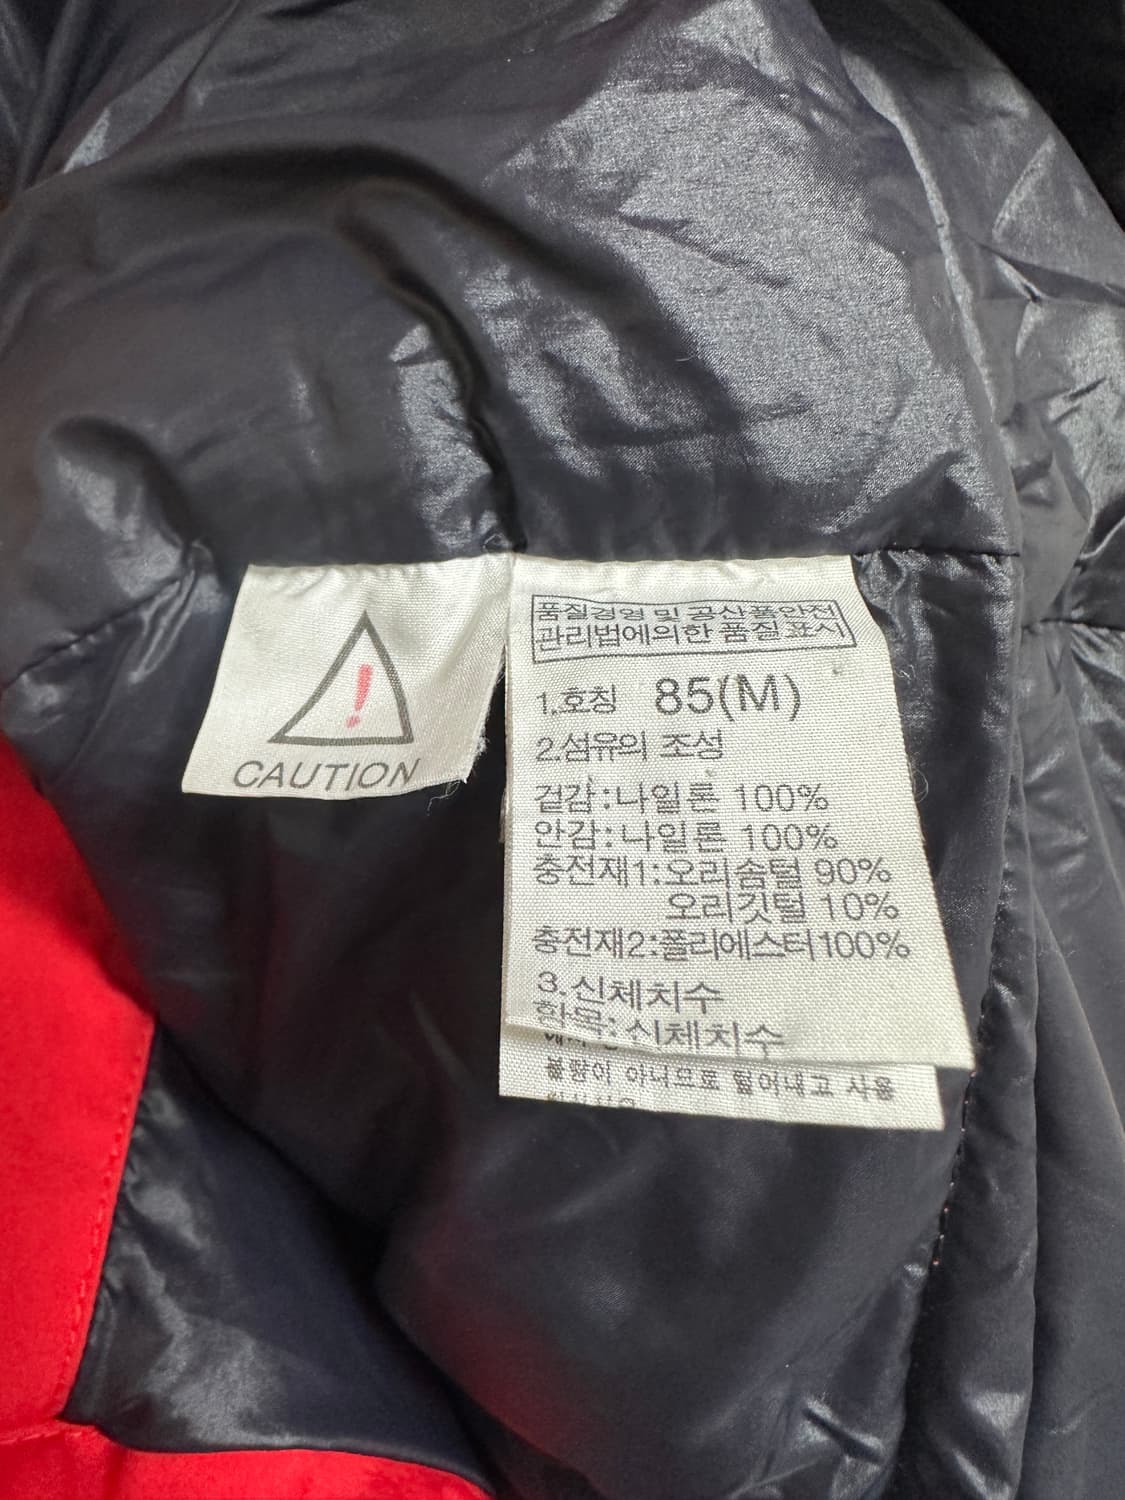 CAUTION
품질경영 및 공산품안전
관리법에의한 품질표시
1.호칭 85(M)
2.섬유의 조성
겉감:나일론 100%
안감:나일론 100%
충전재1:오리솜털 90%
오리깃털 10%
충전재2:폴리에스터100%
3.신체치수
항목:신체치수
불량이 아니므로 털어내고 사용